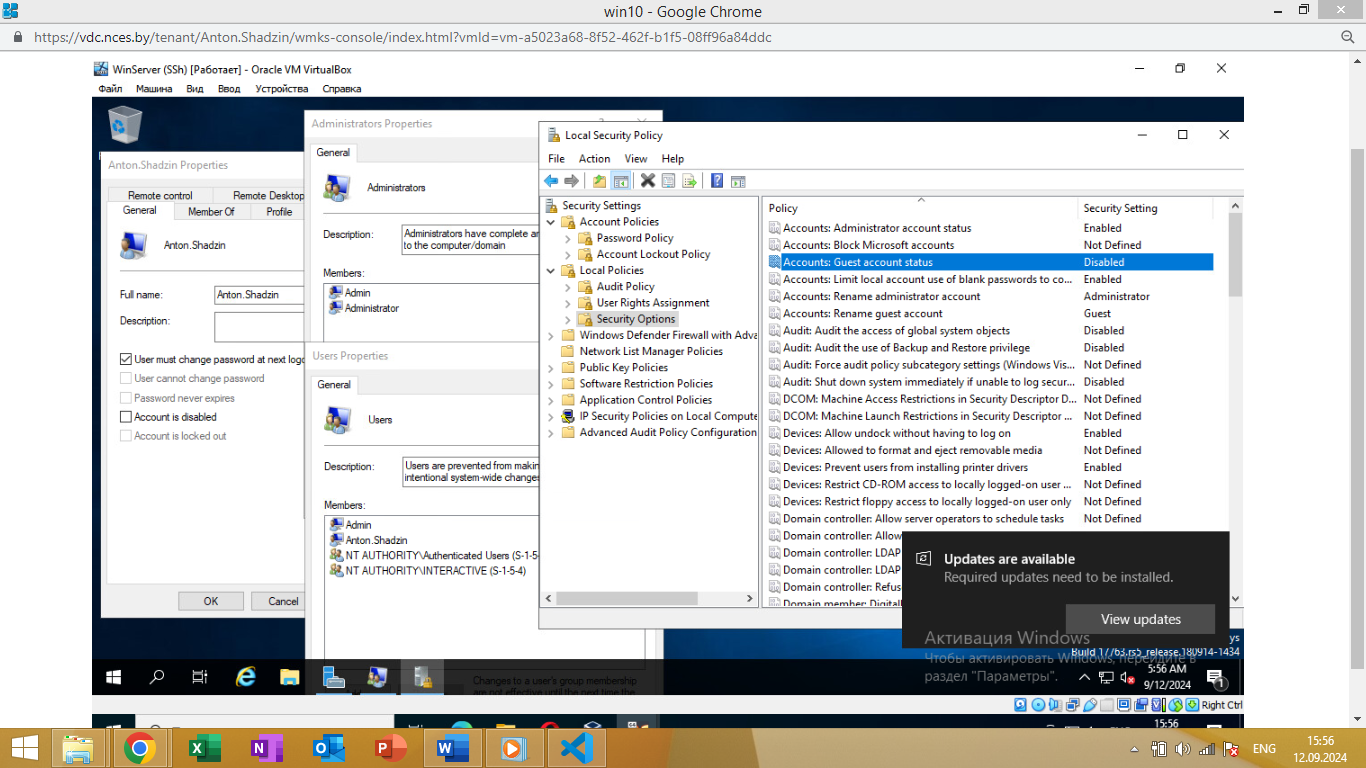 win10 - Google Chrome
https://vdc.nces.by/tenant/Anton.Shadzin/wmks-console/index.html?vmId=vm-a5023a68-8f52-462f-b1f5-08ff96a84ddc
WinServer (SSh) [Работает] - Oracle VM VirtualBox
Файл Машина Вид Ввод Устройства Справка
Anton.Shadzin Properties
Remote control Remote Desktop
General Member Of Profile
Anton.Shadzin
Full name: Anton.Shadzin
Description:
User must change password at next logo
User cannot change password
Password never expires
Account is disabled
Account is locked out
OK Cancel
Administrators Properties
General
Administrators
Description: Administrators have complete an
to the computer/domain
Members:
Admin
Administrator
Users Properties
General
Users
Description: Users are prevented from makin
intentional system-wide changes
Members:
Admin
Anton.Shadzin
NT AUTHORITY\Authenticated Users (S-1-5-
NT AUTHORITY\INTERACTIVE (S-1-5-4)
Changes to a user's group membership
are not effective until the next time the
Local Security Policy
File Action View Help
Security Settings
Account Policies
Password Policy
Account Lockout Policy
Local Policies
Audit Policy
User Rights Assignment
Security Options
Windows Defender Firewall with Adva
Network List Manager Policies
Public Key Policies
Software Restriction Policies
Application Control Policies
IP Security Policies on Local Compute
Advanced Audit Policy Configuration
Policy Security Setting
Accounts: Administrator account status Enabled
Accounts: Block Microsoft accounts Not Defined
Accounts: Guest account status Disabled
Accounts: Limit local account use of blank passwords to co... Enabled
Accounts: Rename administrator account Administrator
Accounts: Rename guest account Guest
Audit: Audit the access of global system objects Disabled
Audit: Audit the use of Backup and Restore privilege Disabled
Audit: Force audit policy subcategory settings (Windows Vis... Not Defined
Audit: Shut down system immediately if unable to log secur... Disabled
DCOM: Machine Access Restrictions in Security Descriptor D... Not Defined
DCOM: Machine Launch Restrictions in Security Descriptor ... Not Defined
Devices: Allow undock without having to log on Enabled
Devices: Allowed to format and eject removable media Not Defined
Devices: Prevent users from installing printer drivers Enabled
Devices: Restrict CD-ROM access to locally logged-on user ... Not Defined
Devices: Restrict floppy access to locally logged-on user only Not Defined
Domain controller: Allow server operators to schedule tasks Not Defined
Domain controller: Allow
Domain controller: LDAP
Domain controller: LDAP
Domain controller: Refus
Domain member: Digitall
Updates are available
Required updates need to be installed.
View updates
Активация Windows
Чтобы активировать Windows, перейдите в
раздел "Параметры".
Build 17763.rs5_release.180914-1434
5:56 AM
9/12/2024
1
Right Ctrl
15:56
ENG
15:56
12.09.2024